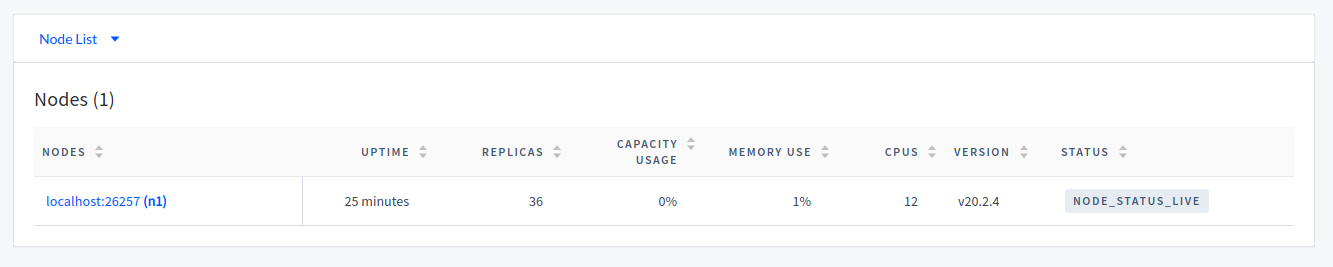 Node List
Nodes (1)
NODES UPTIME REPLICAS CAPACITY USAGE MEMORY USE CPUS VERSION STATUS
localhost:26257 (n1) 25 minutes 36 0% 1% 12 v20.2.4 NODE_STATUS_LIVE